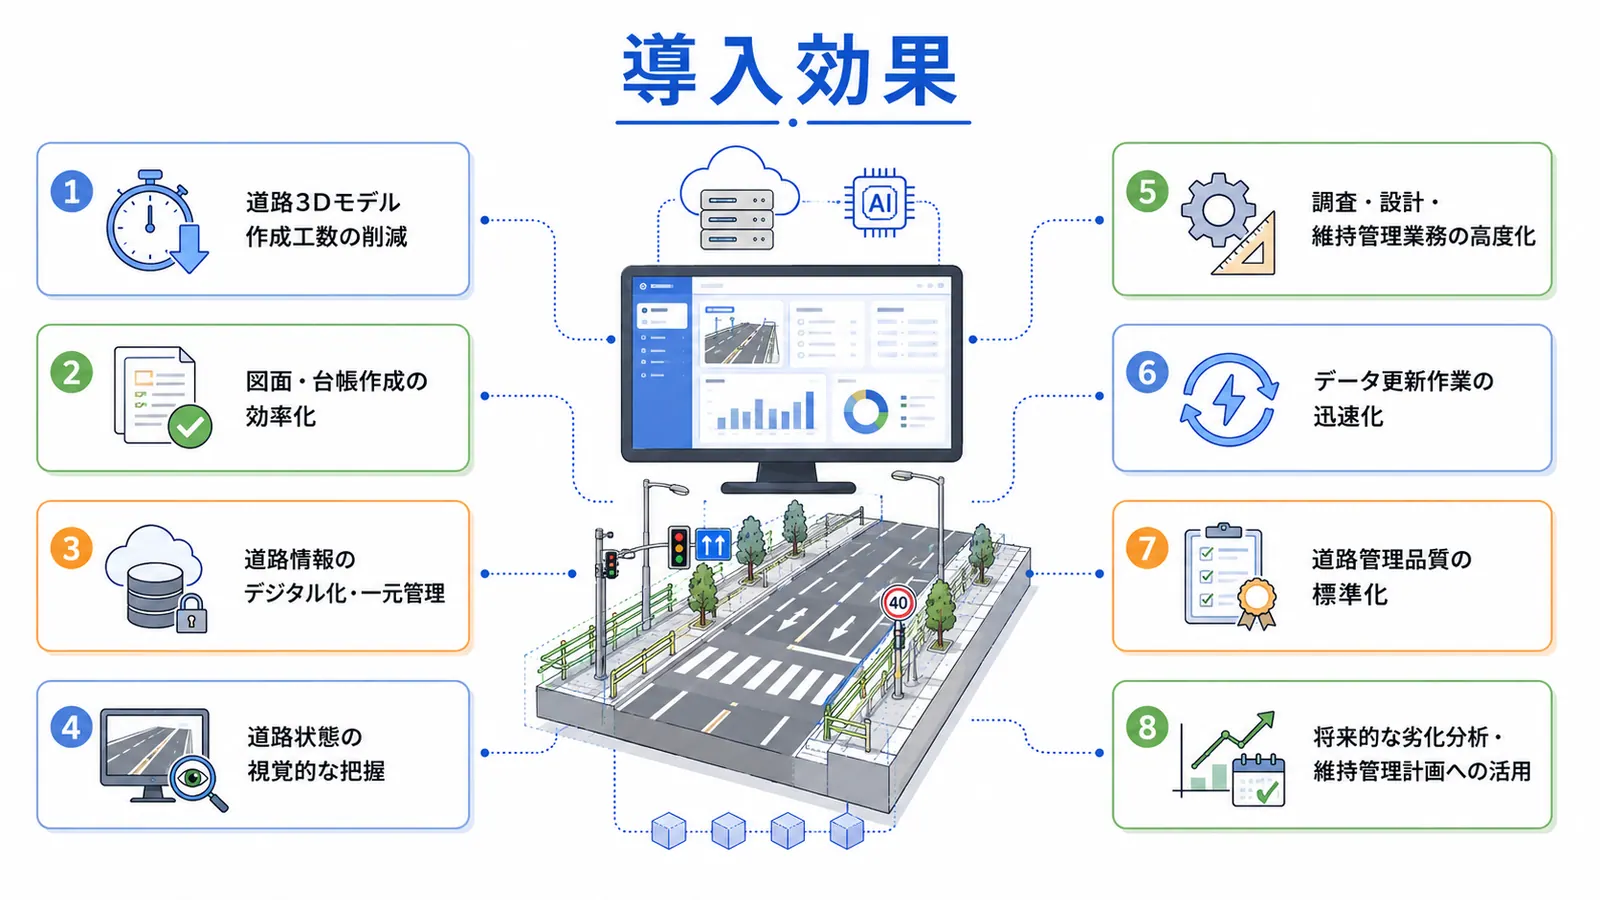 導入効果
1
道路3Dモデル
作成工数の削減
2
図面・台帳作成の
効率化
3
道路情報の
デジタル化・一元管理
4
道路状態の
視覚的な把握
AI
40
5
調査・設計・
維持管理業務の高度化
6
データ更新作業の
迅速化
7
道路管理品質の
標準化
8
将来的な劣化分析・
維持管理計画への活用